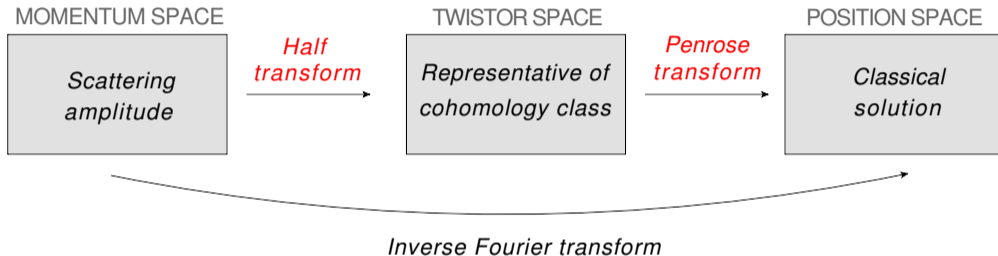 MOMENTUM SPACE
TWISTOR SPACE
POSITION SPACE
Scattering
amplitude
Half
transform
Representative of
cohomology class
Penrose
transform
Classical
solution
Inverse Fourier transform